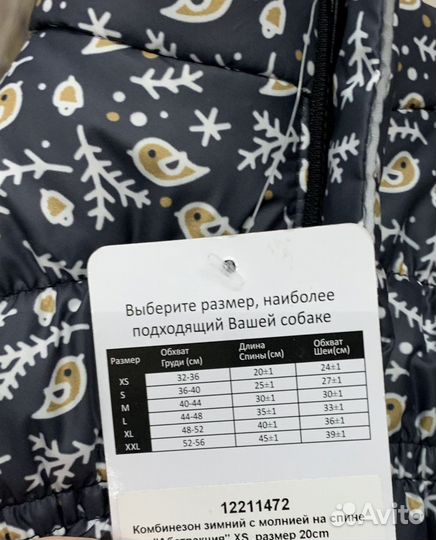 Выберите размер, наиболее
подходящий Вашей собаке
Размер Обхват Груди (см) Длина Спины (см) Обхват Шеи (см)
XS 32-36 20±1 24±1
S 36-40 25±1 27±1
M 40-44 30±1 30±1
L 44-48 35±1 33±1
XL 48-52 40±1 36±1
XXL 52-56 45±1 39±1
12211472
Комбинезон зимний с молнией на спине
"Абстракция" XS, размер 20cm
Avito